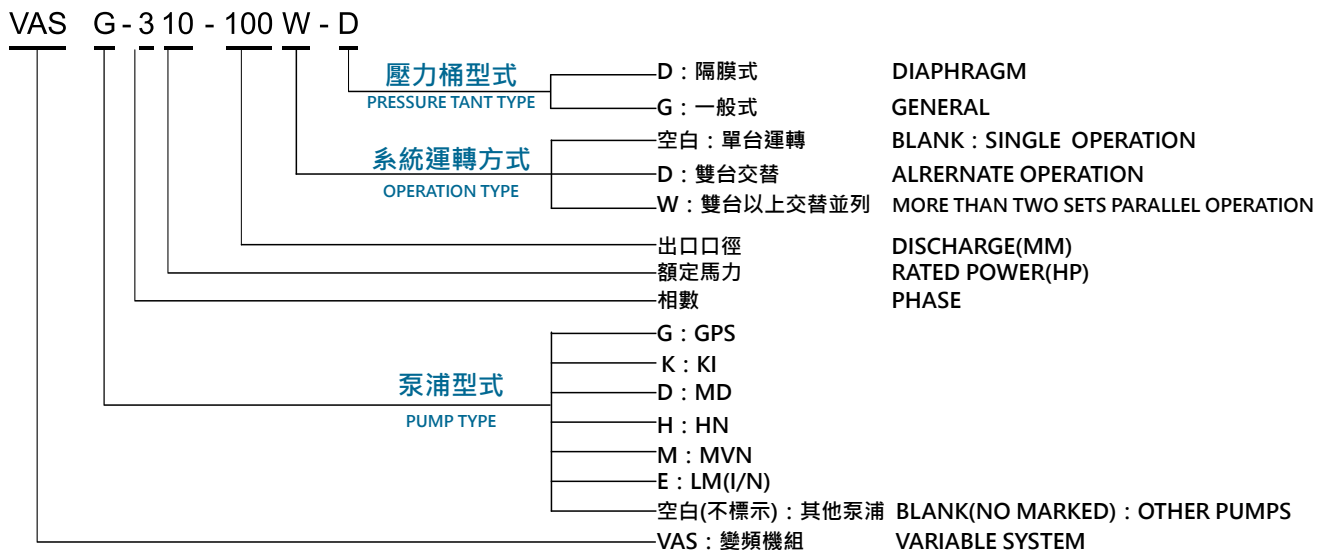 VAS G - 3 10 - 100 W - D
壓力桶型式
PRESSURE TANT TYPE
D：隔膜式 DIAPHRAGM
G：一般式 GENERAL
系統運轉方式
OPERATION TYPE
空白：單台運轉 BLANK：SINGLE OPERATION
D：雙台交替 ALRERNATE OPERATION
W：雙台以上交替並列 MORE THAN TWO SETS PARALLEL OPERATION
出口口徑 DISCHARGE(MM)
額定馬力 RATED POWER(HP)
相數 PHASE
泵浦型式
PUMP TYPE
G：GPS
K：KI
D：MD
H：HN
M：MVN
E：LM(I/N)
空白(不標示)：其他泵浦 BLANK(NO MARKED)：OTHER PUMPS
VAS：變頻機組 VARIABLE SYSTEM